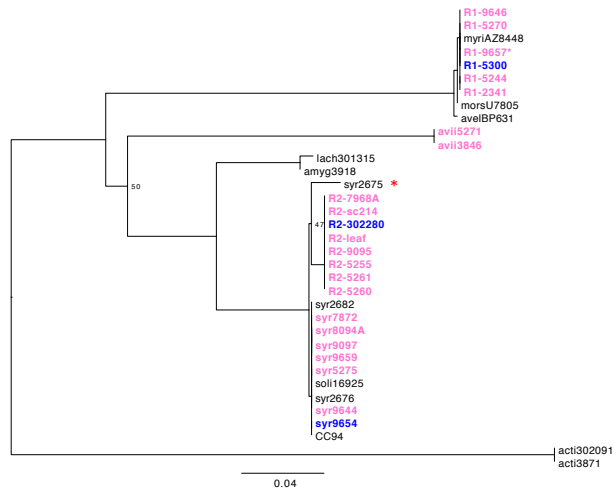 R1-9646
R1-5270
myriAZ8448
R1-9657*
R1-5300
R1-5244
R1-2341
morsU7805
avelBP631
avii5271
avii3846
50
lach301315
amyg3918
syr2675 *
R2-7968A
R2-sc214
47 R2-302280
R2-leaf
R2-9095
R2-5255
R2-5261
R2-5260
syr2682
syr7872
syr8094A
syr9097
syr9659
syr5275
soli16925
syr2676
syr9644
syr9654
CC94
acti302091
acti3871
0.04